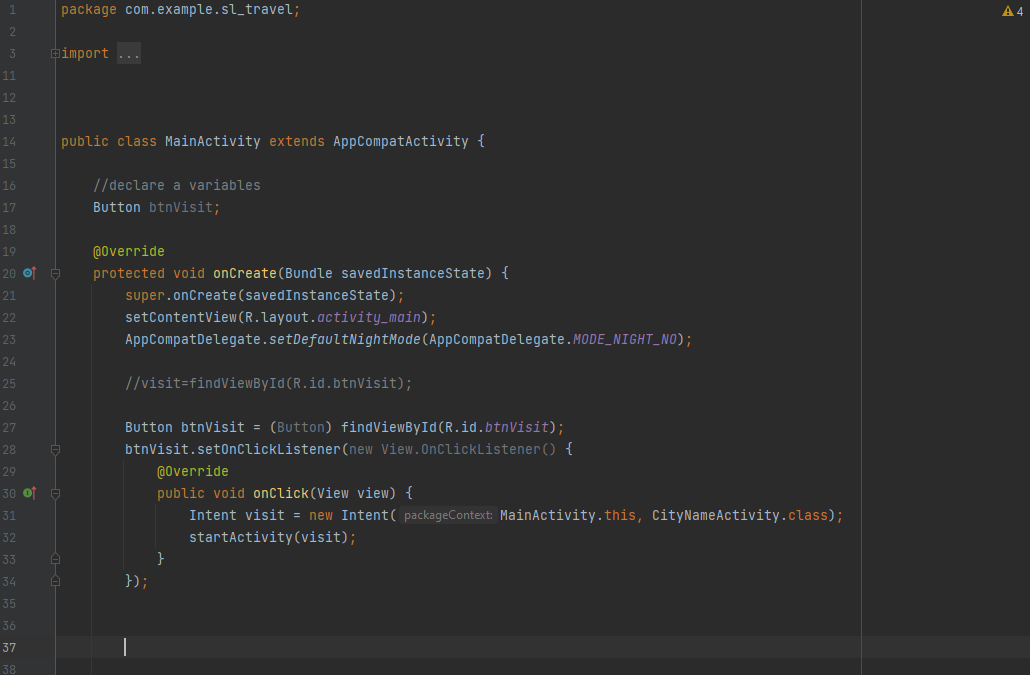 1 package com.example.sl_travel;
4
2
3 import ...
11
12
13
14 public class MainActivity extends AppCompatActivity {
15
16 //declare a variables
17 Button btnVisit;
18
19 @Override
20 protected void onCreate(Bundle savedInstanceState) {
21 super.onCreate(savedInstanceState);
22 setContentView(R.layout.activity_main);
23 AppCompatDelegate.setDefaultNightMode(AppCompatDelegate.MODE_NIGHT_NO);
24
25 //visit=findViewById(R.id.btnVisit);
26
27 Button btnVisit = (Button) findViewById(R.id.btnVisit);
28 btnVisit.setOnClickListener(new View.OnClickListener() {
29 @Override
30 public void onClick(View view) {
31 Intent visit = new Intent( packageContext: MainActivity.this, CityNameActivity.class);
32 startActivity(visit);
33 }
34 });
35
36
37
38